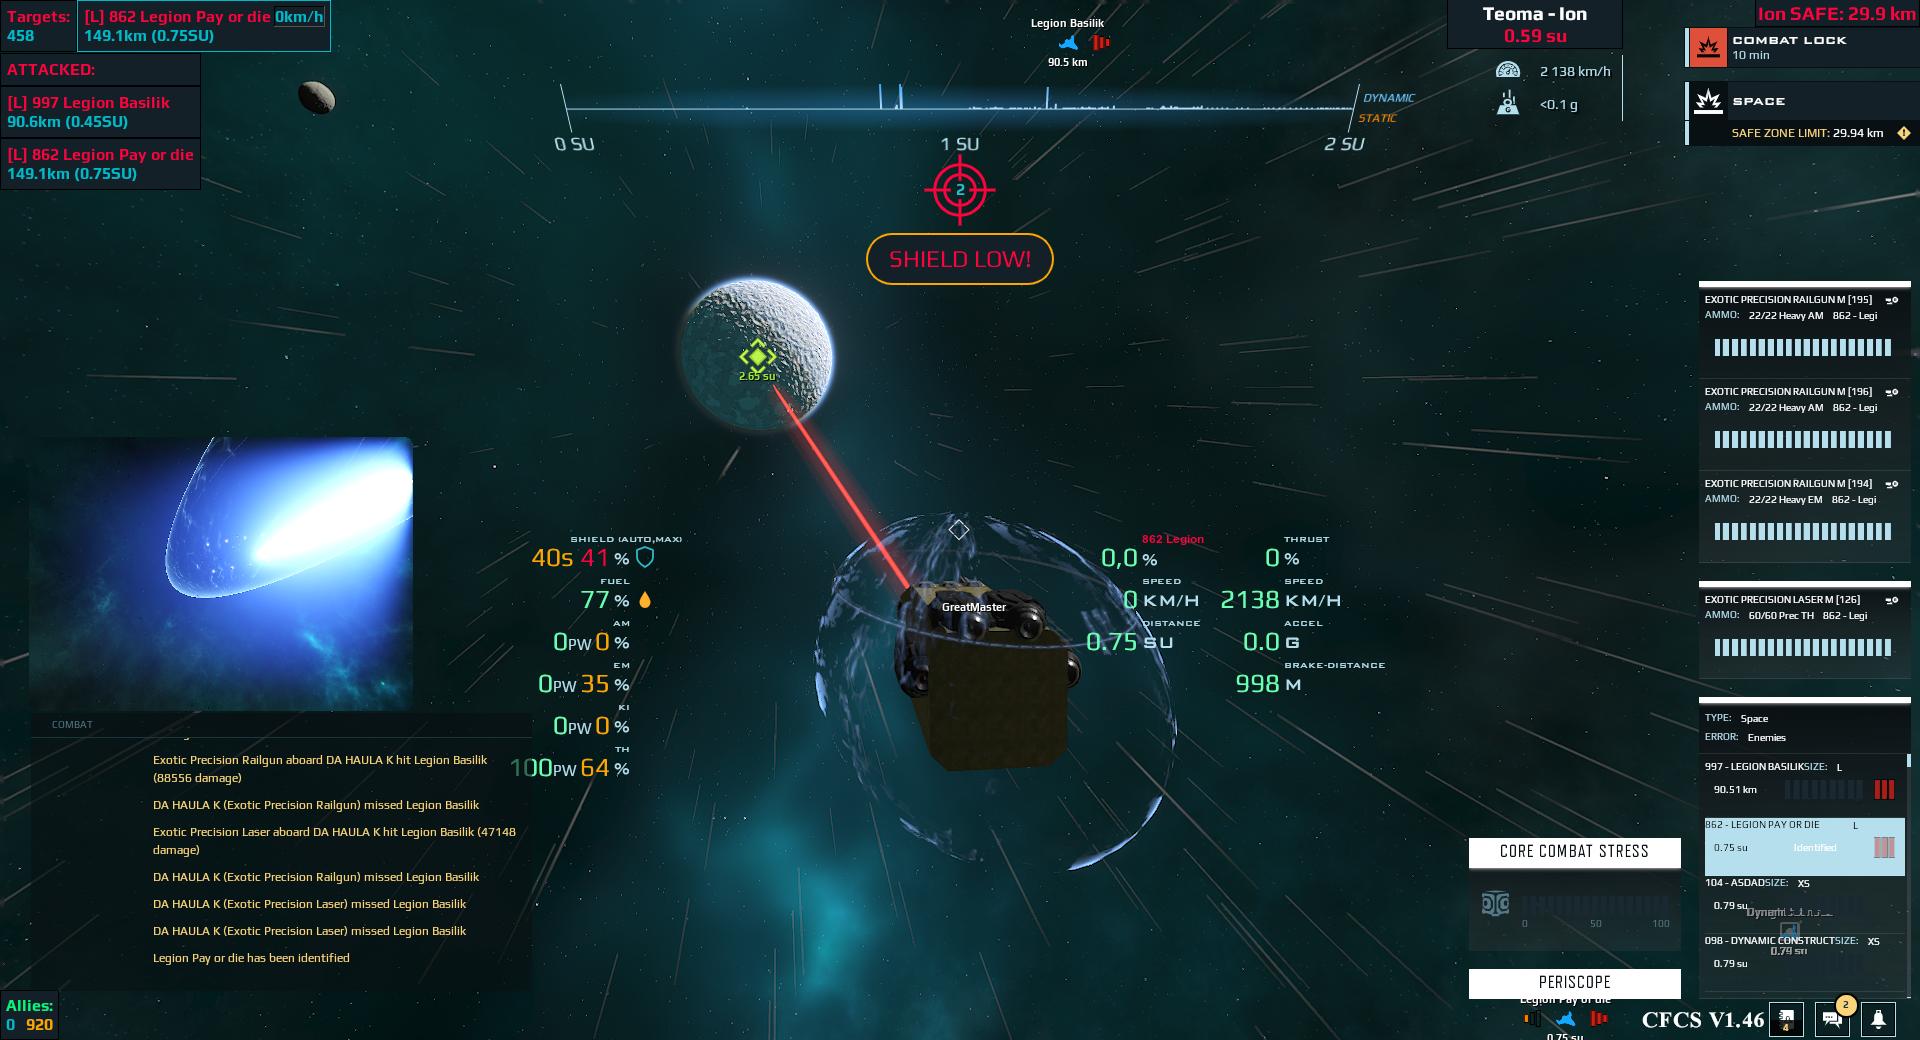 Targets:
458
[L] 862 Legion Pay or die 0km/h
149.1km (0.75SU)
ATTACKED:
[L] 997 Legion Basilik
90.6km (0.45SU)
[L] 862 Legion Pay or die
149.1km (0.75SU)
Legion Basilik
90.5 km
DYNAMIC
STATIC
0 SU
1 SU
2 SU
2
SHIELD LOW!
Teoma - Ion
0.59 su
2 138 km/h
<0.1 g
Ion SAFE: 29.9 km
COMBAT LOCK
10 min
SPACE
SAFE ZONE LIMIT: 29.94 km
2.65 su
GreatMaster
SHIELD (AUTO,MAX)
40s 41 %
FUEL
77 %
AM
0PW 0 %
EM
0PW 35 %
KI
0PW 0 %
TH
100PW 64 %
862 Legion
0,0 %
SPEED
0 KM/H
DISTANCE
0.75 SU
THRUST
0 %
SPEED
2138 KM/H
ACCEL
0.0 G
BRAKE-DISTANCE
998 M
EXOTIC PRECISION RAILGUN M [195]
AMMO: 22/22 Heavy AM 862 - Legi
EXOTIC PRECISION RAILGUN M [196]
AMMO: 22/22 Heavy AM 862 - Legi
EXOTIC PRECISION RAILGUN M [194]
AMMO: 22/22 Heavy EM 862 - Legi
EXOTIC PRECISION LASER M [126]
AMMO: 60/60 Prec TH 862 - Legi
TYPE: Space
ERROR: Enemies
997 - LEGION BASILIKSIZE: L
90.51 km
862 - LEGION PAY OR DIE L
0.75 su Identified
104 - ASDADSIZE: XS
0.79 su
098 - DYNAMIC CONSTRUCTSIZE: XS
0.79 su
0.79 su
COMBAT
Exotic Precision Railgun aboard DA HAULA K hit Legion Basilik
(88556 damage)
DA HAULA K (Exotic Precision Railgun) missed Legion Basilik
Exotic Precision Laser aboard DA HAULA K hit Legion Basilik (47148
damage)
DA HAULA K (Exotic Precision Railgun) missed Legion Basilik
DA HAULA K (Exotic Precision Laser) missed Legion Basilik
DA HAULA K (Exotic Precision Laser) missed Legion Basilik
Legion Pay or die has been identified
CORE COMBAT STRESS
0 50 100
PERISCOPE
Legion Pay or die
0.75 su
CFCS V1.46
4
2
Allies:
0 920